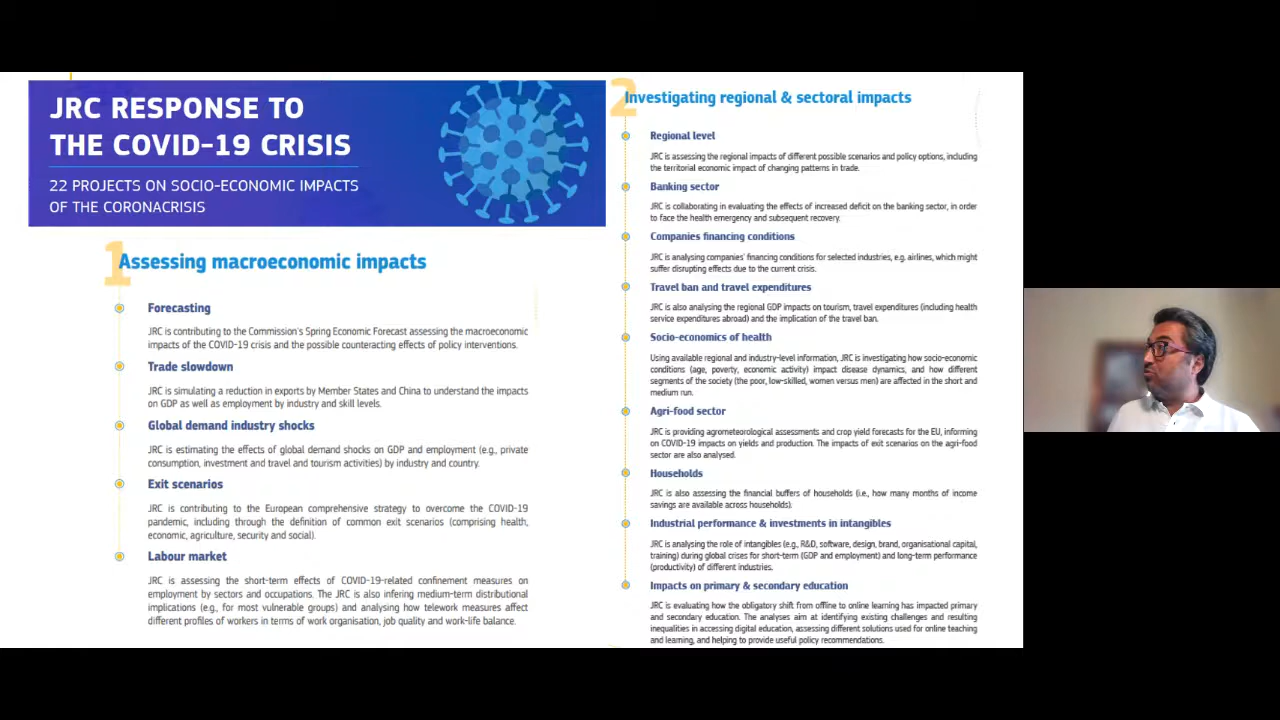 JRC RESPONSE TO
THE COVID-19 CRISIS
22 PROJECTS ON SOCIO-ECONOMIC IMPACTS
OF THE CORONACRISIS
1
Assessing macroeconomic impacts
Forecasting
JRC is contributing to the Commission's Spring Economic Forecast assessing the macroeconomic
impacts of the COVID-19 crisis and the possible counteracting effects of policy interventions.
Trade slowdown
JRC is simulating a reduction in exports by Member States and China to understand the impacts
on GDP as well as employment by industry and skill levels.
Global demand industry shocks
JRC is estimating the effects of global demand shocks on GDP and employment (e.g., private
consumption, investment and travel and tourism activities) by industry and country.
Exit scenarios
JRC is contributing to the European comprehensive strategy to overcome the COVID-19
pandemic, including through the definition of common exit scenarios (comprising health,
economic, agriculture, security and social).
Labour market
JRC is assessing the short-term effects of COVID-19-related confinement measures on
employment by sectors and occupations. The JRC is also infering medium-term distributional
implications (e.g., for most vulnerable groups) and analysing how telework measures affect
different profiles of workers in terms of work organisation, job quality and work-life balance.
2
Investigating regional & sectoral impacts
Regional level
JRC is assessing the regional impacts of different possible scenarios and policy options, including
the territorial economic impact of changing patterns in trade.
Banking sector
JRC is collaborating in evaluating the effects of increased deficit on the banking sector, in order
to face the health emergency and subsequent recovery.
Companies financing conditions
JRC is analysing companies' financing conditions for selected industries, e.g. airlines, which might
suffer disrupting effects due to the current crisis.
Travel ban and travel expenditures
JRC is also analysing the regional GDP impacts on tourism, travel expenditures (including health
service expenditures abroad) and the implication of the travel ban.
Socio-economics of health
Using available regional and industry-level information, JRC is investigating how socio-economic
conditions (age, poverty, economic activity) impact disease dynamics, and how different
segments of the society (the poor, low-skilled, women versus men) are affected in the short and
medium run.
Agri-food sector
JRC is providing agrometeorological assessments and crop yield forecasts for the EU, informing
on COVID-19 impacts on yields and production. The impacts of exit scenarios on the agri-food
sector are also analysed.
Households
JRC is also assessing the financial buffers of households (i.e., how many months of income
savings are available across households).
Industrial performance & investments in intangibles
JRC is analysing the role of intangibles (e.g., R&D, software, design, brand, organisational capital,
training) during global crises for short-term (GDP and employment) and long-term performance
(productivity) of different industries.
Impacts on primary & secondary education
JRC is evaluating how the obligatory shift from offline to online learning has impacted primary
and secondary education. The analyses aim at identifying existing challenges and resulting
inequalities in accessing digital education, assessing different solutions used for online teaching
and learning, and helping to provide useful policy recommendations.